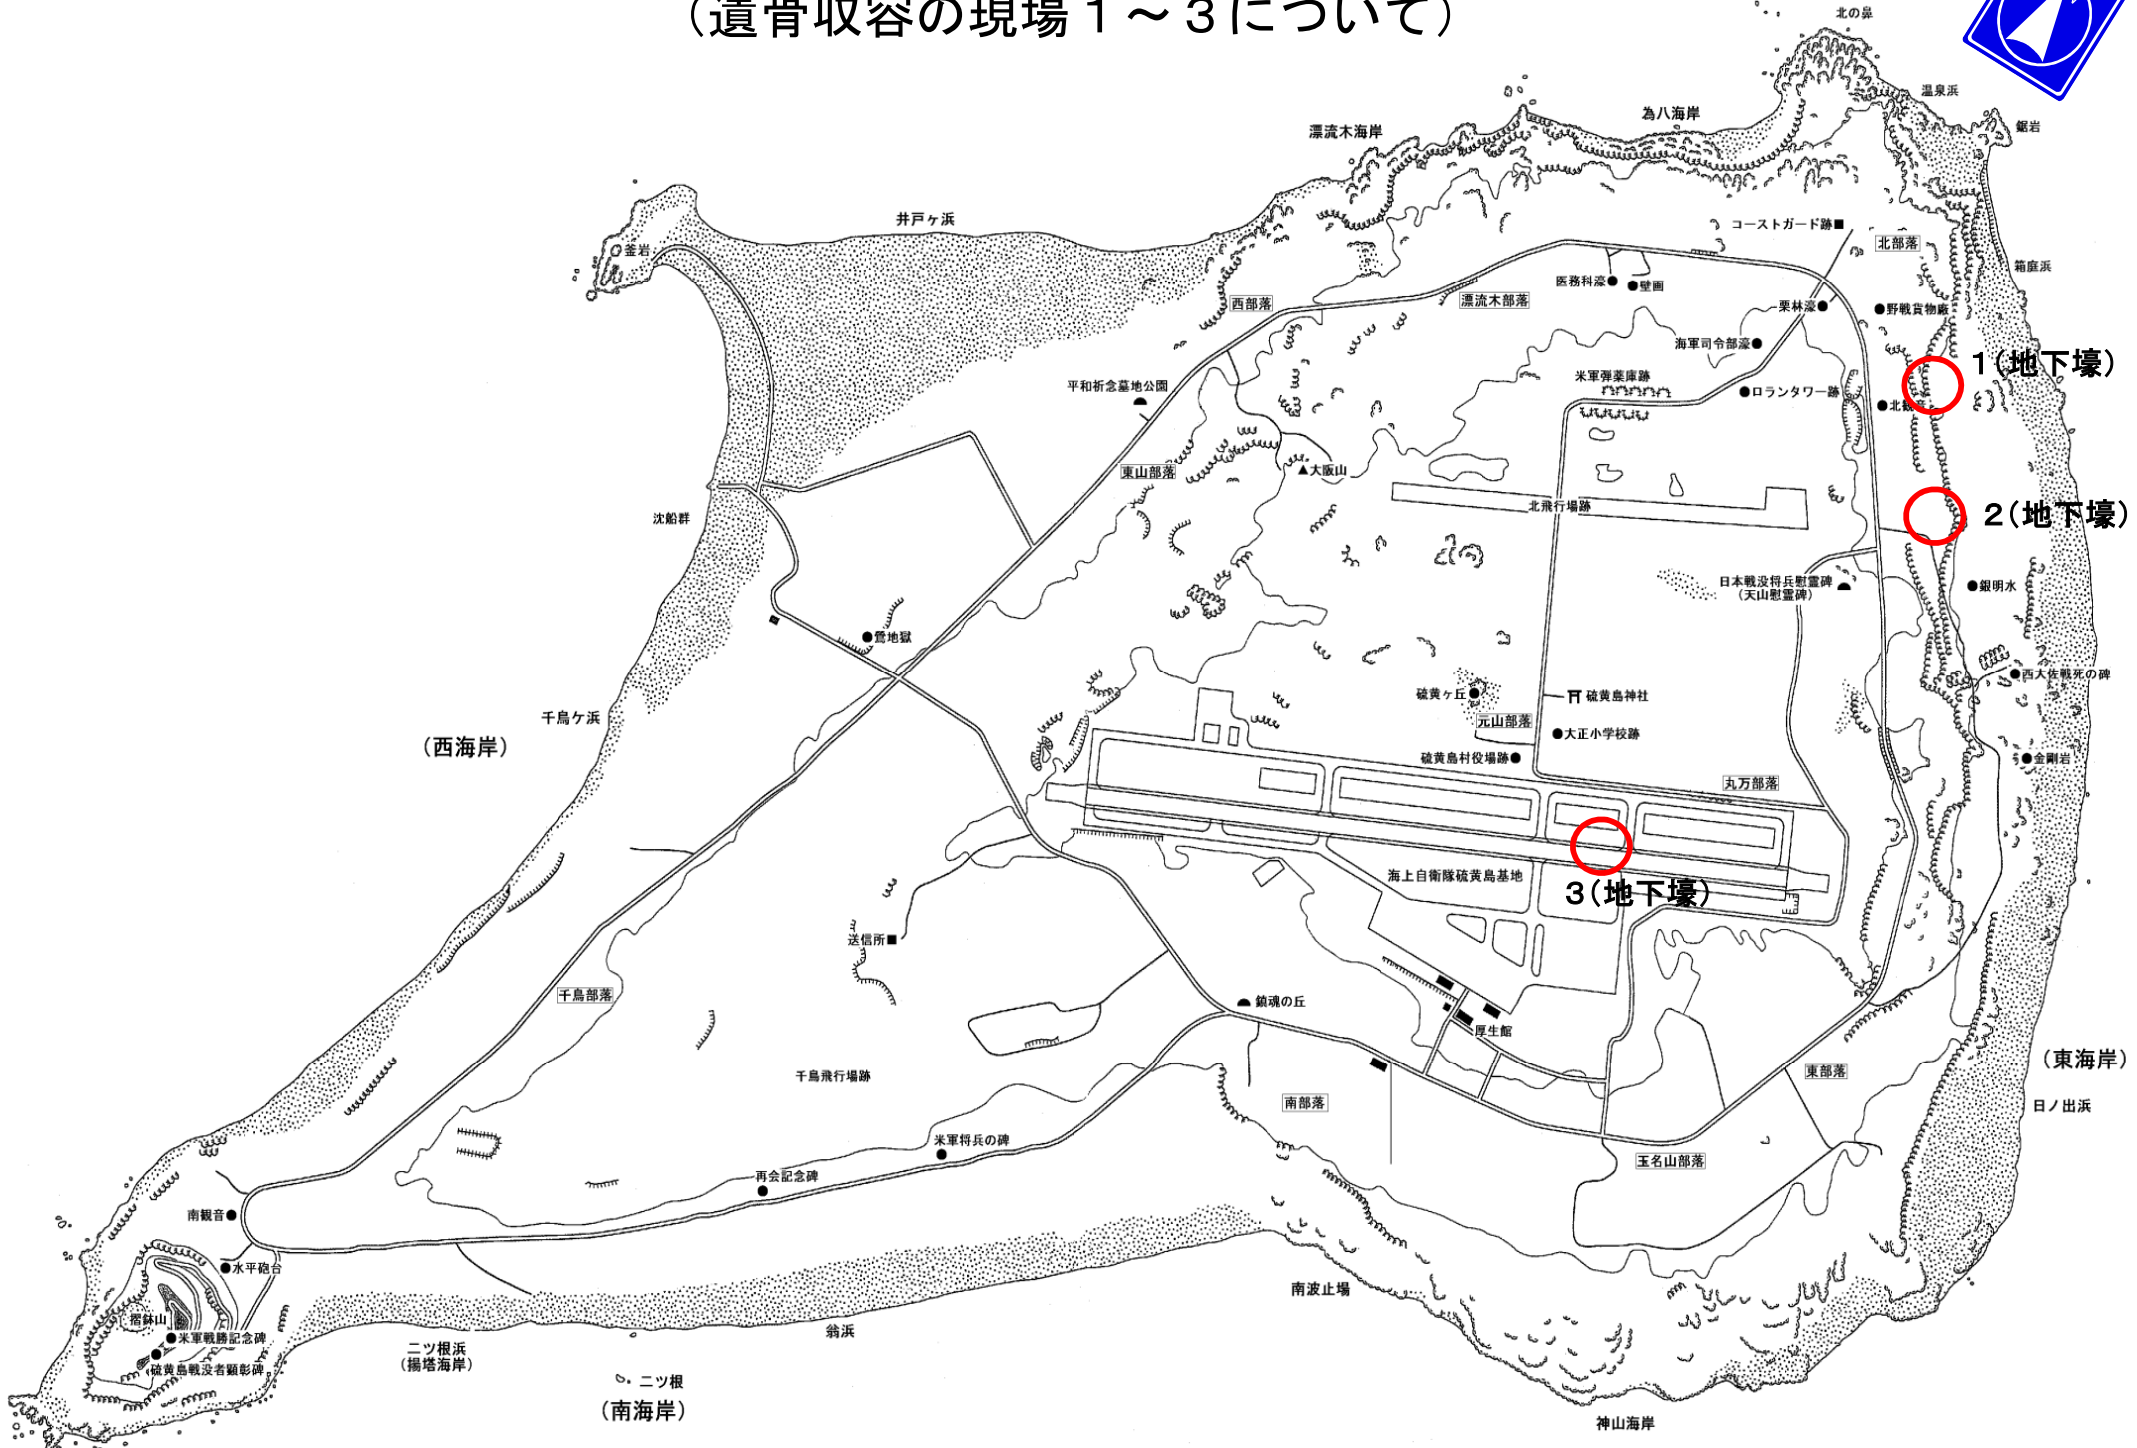 （遺骨収容の現場１～３について）
北の鼻
温泉浜
為八海岸
漂流木海岸
鋸岩
井戸ヶ浜
コーストガード跡■
北部落
釜岩
箱庭浜
医務科濠●
●壁画
西部落
漂流木部落
栗林濠●
●野戦貨物廠
海軍司令部濠●
１（地下壕）
平和祈念墓地公園
米軍弾薬庫跡
●ロランタワー跡
●北観音
東山部落
▲大阪山
北飛行場跡
沈船群
２（地下壕）
日本戦没将兵慰霊碑
（天山慰霊碑）
●銀明水
●鶯地獄
●西大佐戦死の碑
硫黄ヶ丘●
硫黄島神社
千鳥ケ浜
元山部落
●大正小学校跡
（西海岸）
硫黄島村役場跡●
●金剛岩
丸万部落
海上自衛隊硫黄島基地
３（地下壕）
送信所■
千鳥部落
鎮魂の丘
厚生館
（東海岸）
千鳥飛行場跡
東部落
南部落
日ノ出浜
米軍将兵の碑
玉名山部落
再会記念碑
南観音●
●水平砲台
南波止場
摺鉢山
●米軍戦勝記念碑
翁浜
硫黄島戦没者顕彰碑
二ツ根浜
（揚塔海岸）
二ツ根
（南海岸）
神山海岸